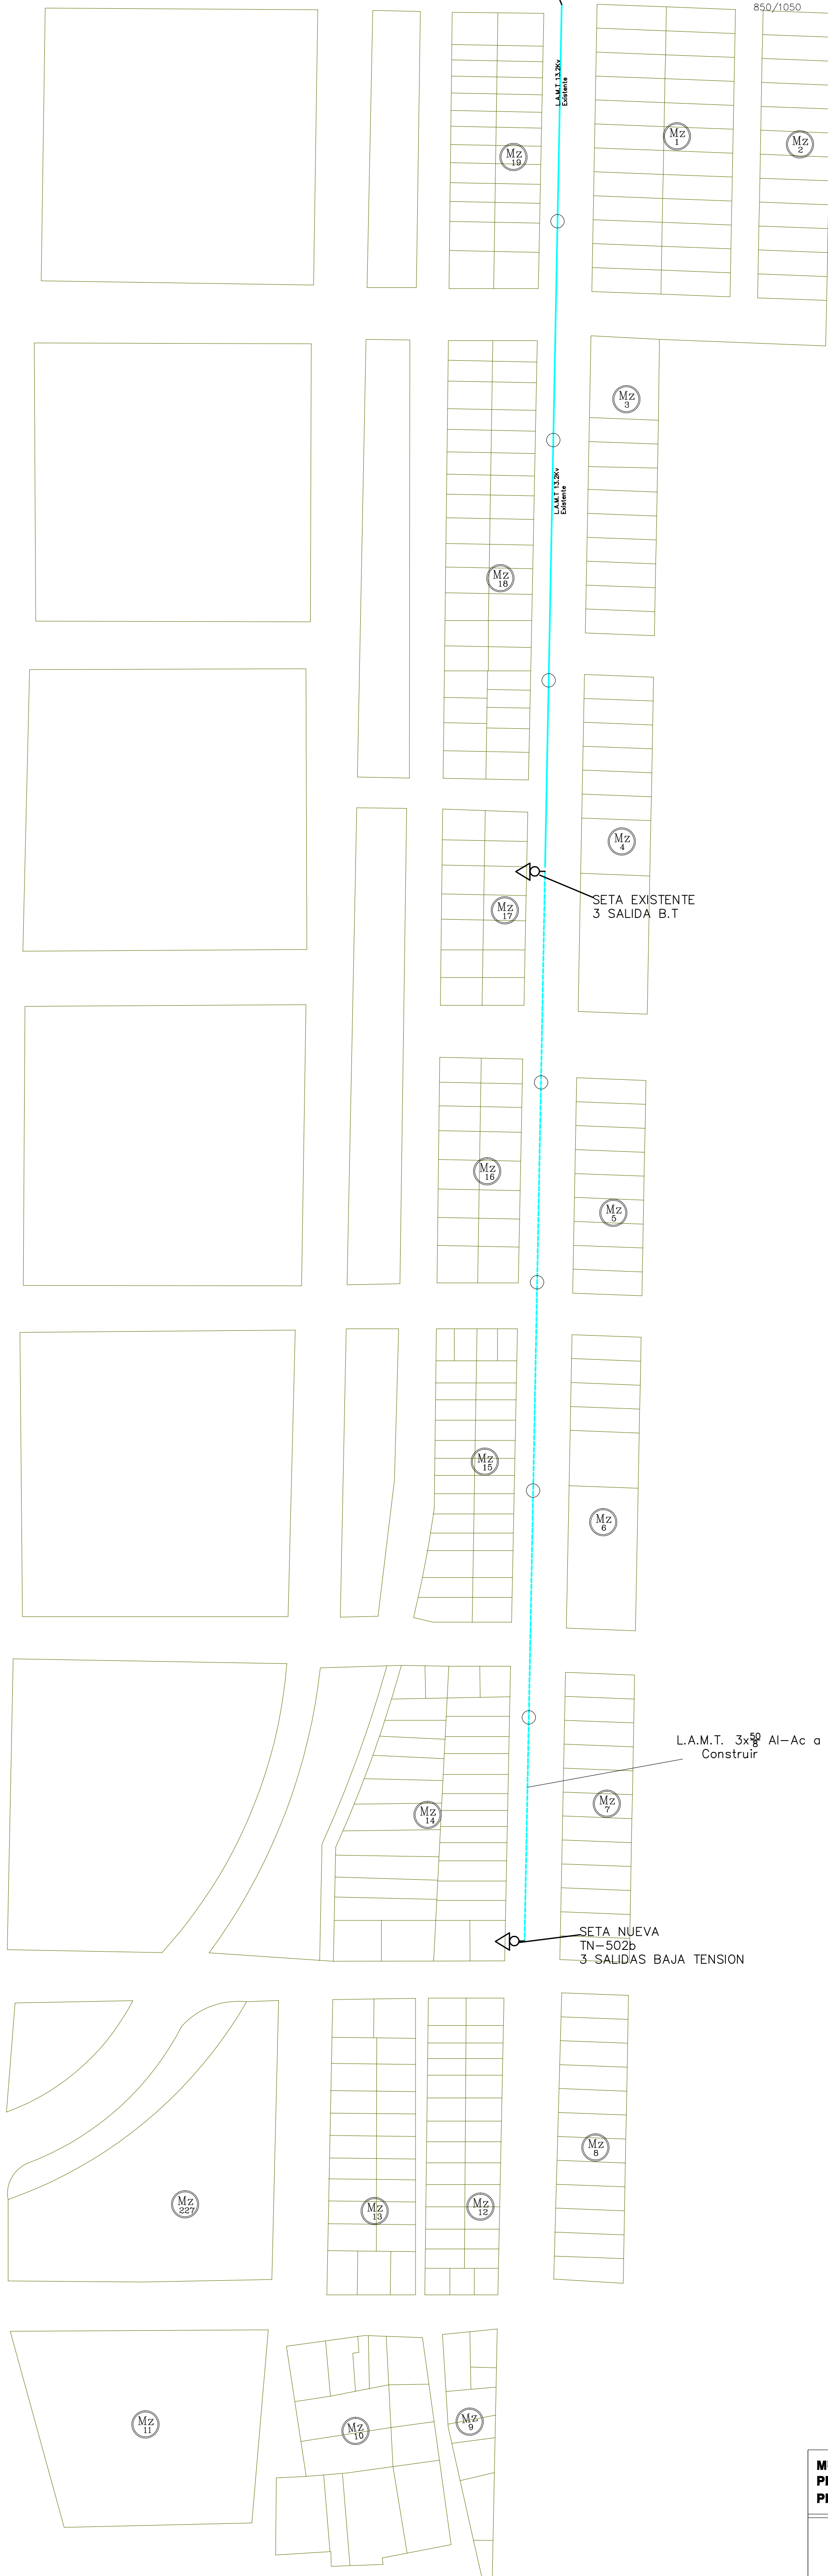 850/1050
L.A.M.T 13.2Kv
Existente
Mz
1
Mz
2
Mz
19
Mz
3
L.A.M.T 13.2Kv
Existente
Mz
18
Mz
4
SETA EXISTENTE
3 SALIDA B.T
Mz
17
Mz
16
Mz
5
Mz
15
Mz
6
L.A.M.T. 3x50/8 Al-Ac a
Construir
Mz
7
Mz
14
SETA NUEVA
TN-502b
3 SALIDAS BAJA TENSION
Mz
8
Mz
227
Mz
13
Mz
12
Mz
11
Mz
10
Mz
9